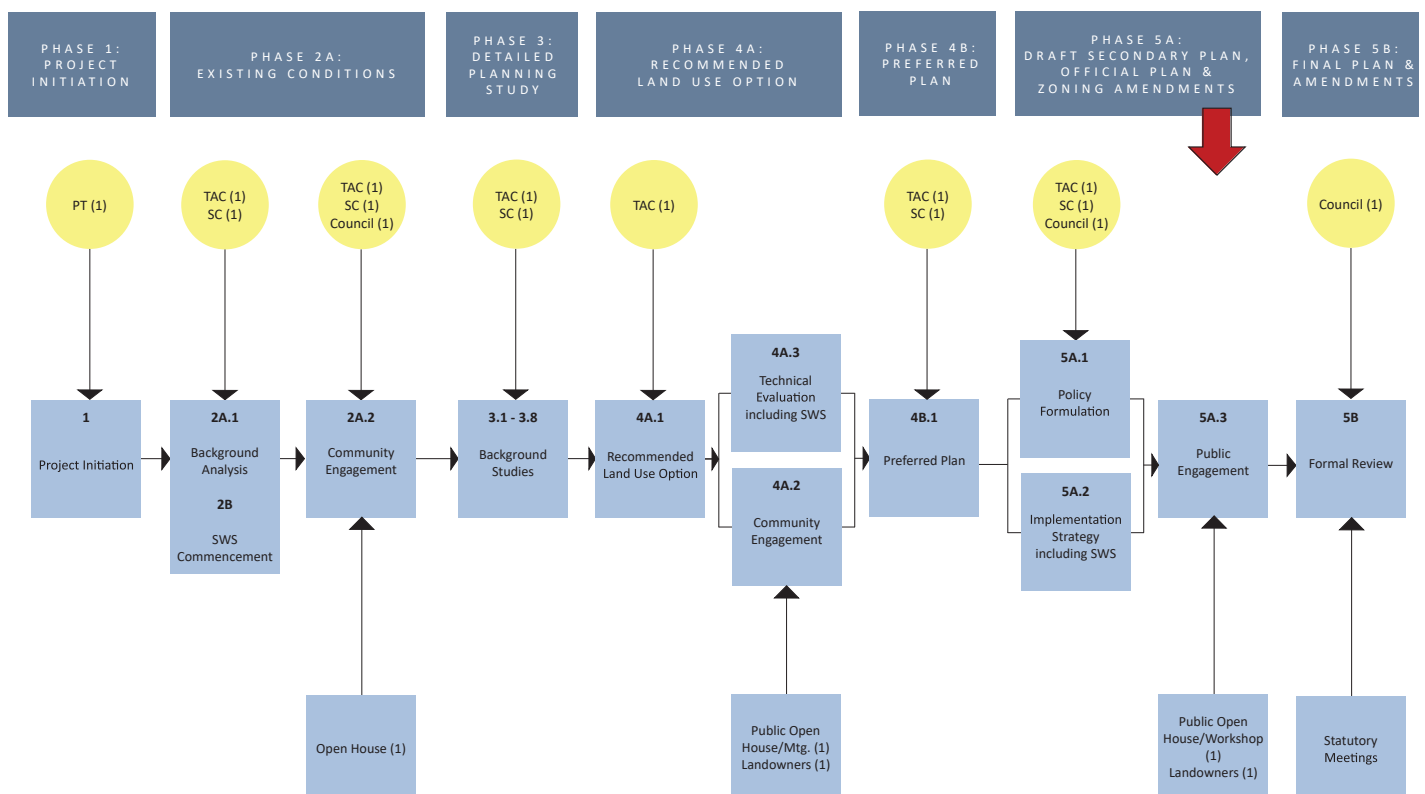 PHASE 1:
PROJECT
INITIATION
PHASE 2A:
EXISTING CONDITIONS
PHASE 3:
DETAILED
PLANNING
STUDY
PHASE 4A:
RECOMMENDED
LAND USE OPTION
PHASE 4B:
PREFERRED
PLAN
PHASE 5A:
DRAFT SECONDARY PLAN,
OFFICIAL PLAN &
ZONING AMENDMENTS
PHASE 5B:
FINAL PLAN &
AMENDMENTS
PT (1)
TAC (1)
SC (1)
TAC (1)
SC (1)
Council (1)
TAC (1)
SC (1)
TAC (1)
TAC (1)
SC (1)
TAC (1)
SC (1)
Council (1)
Council (1)
1
Project Initiation
2A.1
Background
Analysis
2B
SWS
Commencement
2A.2
Community
Engagement
3.1 - 3.8
Background
Studies
4A.1
Recommended
Land Use Option
4A.3
Technical
Evaluation
including SWS
4A.2
Community
Engagement
4B.1
Preferred Plan
5A.1
Policy
Formulation
5A.2
Implementation
Strategy
including SWS
5A.3
Public
Engagement
5B
Formal Review
Open House (1)
Public Open
House/Mtg. (1)
Landowners (1)
Public Open
House/Workshop
(1)
Landowners (1)
Statutory
Meetings